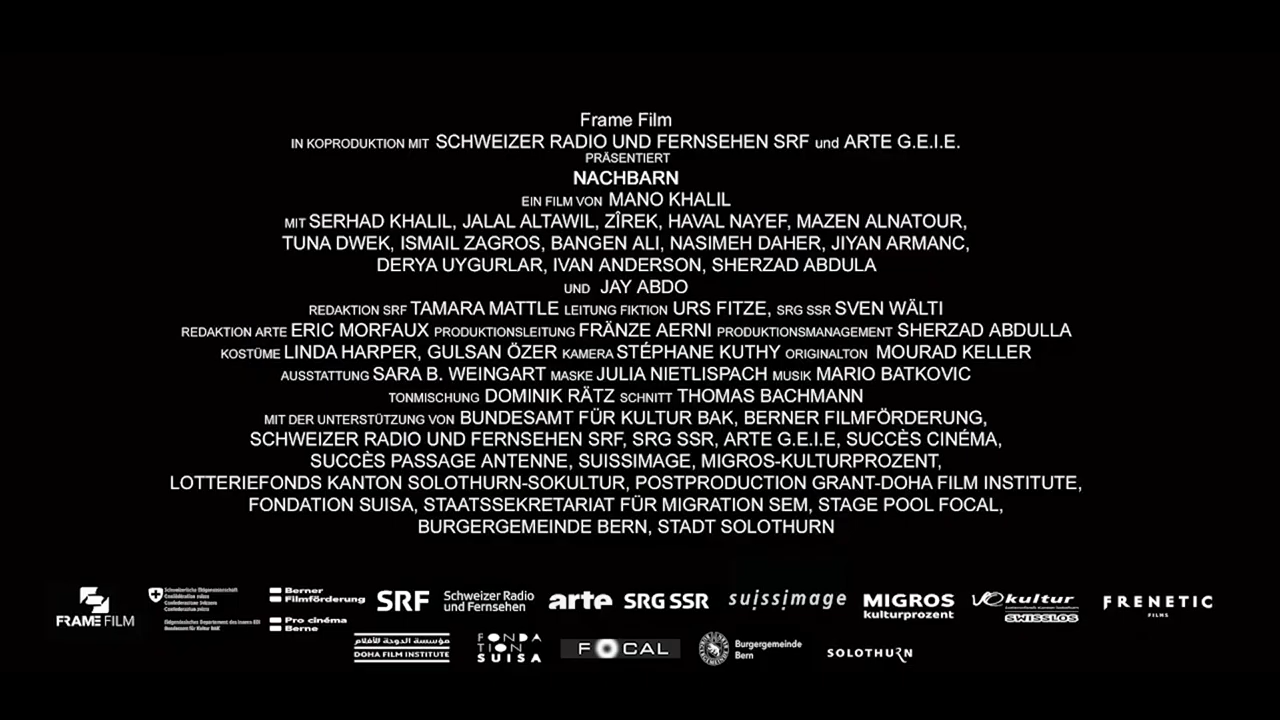 Frame Film
IN KOPRODUKTION MIT SCHWEIZER RADIO UND FERNSEHEN SRF und ARTE G.E.I.E.
PRÄSENTIERT
NACHBARN
EIN FILM VON MANO KHALIL
MIT SERHAD KHALIL, JALAL ALTAWIL, ZÎREK, HAVAL NAYEF, MAZEN ALNATOUR,
TUNA DWEK, ISMAIL ZAGROS, BANGEN ALI, NASIMEH DAHER, JIYAN ARMANC,
DERYA UYGURLAR, IVAN ANDERSON, SHERZAD ABDULA
UND JAY ABDO
REDAKTION SRF TAMARA MATTLE LEITUNG FIKTION URS FITZE, SRG SSR SVEN WÄLTI
REDAKTION ARTE ERIC MORFAUX PRODUKTIONSLEITUNG FRÄNZE AERNI PRODUKTIONSMANAGEMENT SHERZAD ABDULLA
KOSTÜME LINDA HARPER, GULSAN ÖZER KAMERA STÉPHANE KUTHY ORIGINALTON MOURAD KELLER
AUSSTATTUNG SARA B. WEINGART MASKE JULIA NIETLISPACH MUSIK MARIO BATKOVIC
TONMISCHUNG DOMINIK RÄTZ SCHNITT THOMAS BACHMANN
MIT DER UNTERSTÜTZUNG VON BUNDESAMT FÜR KULTUR BAK, BERNER FILMFÖRDERUNG,
SCHWEIZER RADIO UND FERNSEHEN SRF, SRG SSR, ARTE G.E.I.E, SUCCÈS CINÉMA,
SUCCÈS PASSAGE ANTENNE, SUISSIMAGE, MIGROS-KULTURPROZENT,
LOTTERIEFONDS KANTON SOLOTHURN-SOKULTUR, POSTPRODUCTION GRANT-DOHA FILM INSTITUTE,
FONDATION SUISA, STAATSSEKRETARIAT FÜR MIGRATION SEM, STAGE POOL FOCAL,
BURGERGEMEINDE BERN, STADT SOLOTHURN
FRAME FILM
Schweizerische Eidgenossenschaft
Confédération suisse
Confederazione Svizzera
Confederaziun svizra
Berner
Filmförderung
Pro cinéma
Berne
SRF Schweizer Radio
und Fernsehen
arte
SRG SSR
suissimage
MIGROS
kulturprozent
kultur
SWISSLOS
FRENETIC
FILMS
مؤسسة الدوحة للأفلام
DOHA FILM INSTITUTE
FONDA
TION
SUISA
FOCAL
Burgergemeinde
Bern
SOLOTHURN